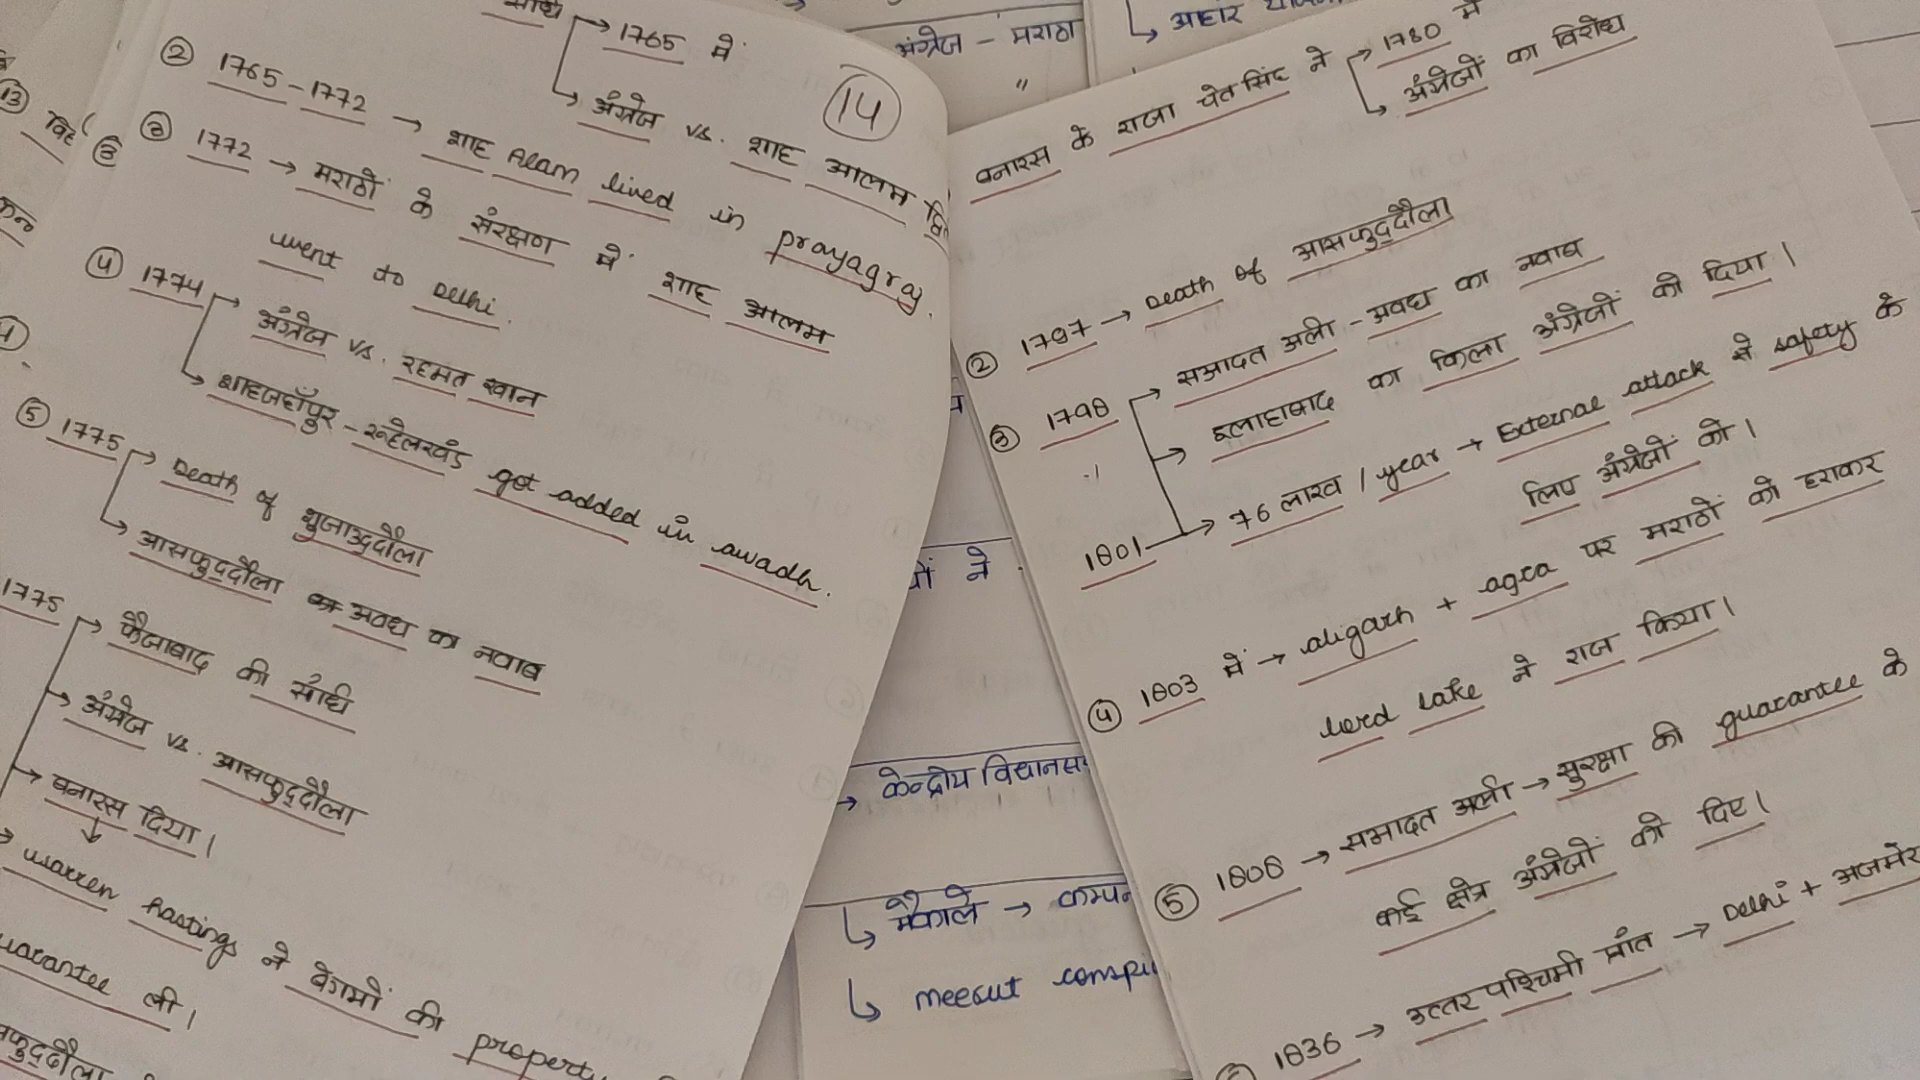 1765 में
अंग्रेज vs. शाह आलम द्वि
14
② 1765-1772 → शाह Alam lived in prayagraj.
③ 1772 → मराठों के संरक्षण में शाह आलम
went to Delhi.
④ 1774 → अंग्रेज vs. रहमत खान
→ शाहजहाँपुर - रूहेलखंड got added in awadh.
⑤ 1775 → Death of शुजाउद्दौला
→ आसफुद्दौला का अवध का नवाब
1775 → फैजाबाद की संधि
→ अंग्रेज vs. आसफुद्दौला
→ बनारस दिया।
↓
→ warren hastings ने बेगमों की property
guarantee ली।
13
अंग्रेज - मराठा
"
ने
→ केन्द्रीय विधानस
↳ मैकाले →
↳ meerut
बनारस के राजा चेत सिंह ने → 1780 में
→ अंग्रेजों का विरोध
② 1797 → Death of आसफुद्दौला
③ 1798 → सआदत अली - अवध का नवाब
→ इलाहाबाद का किला अंग्रेजों को दिया।
1801 → 76 लाख / year → External attack से safety के
लिए अंग्रेजों को।
④ 1803 में → aligarh + agra पर मराठों को हराकर
lord lake ने राज किया।
⑤ 1808 → सआदत अली → सुरक्षा की guarantee के
कई क्षेत्र अंग्रेजों को दिए।
1836 → उत्तर पश्चिमी प्रांत → Delhi + अजमेर